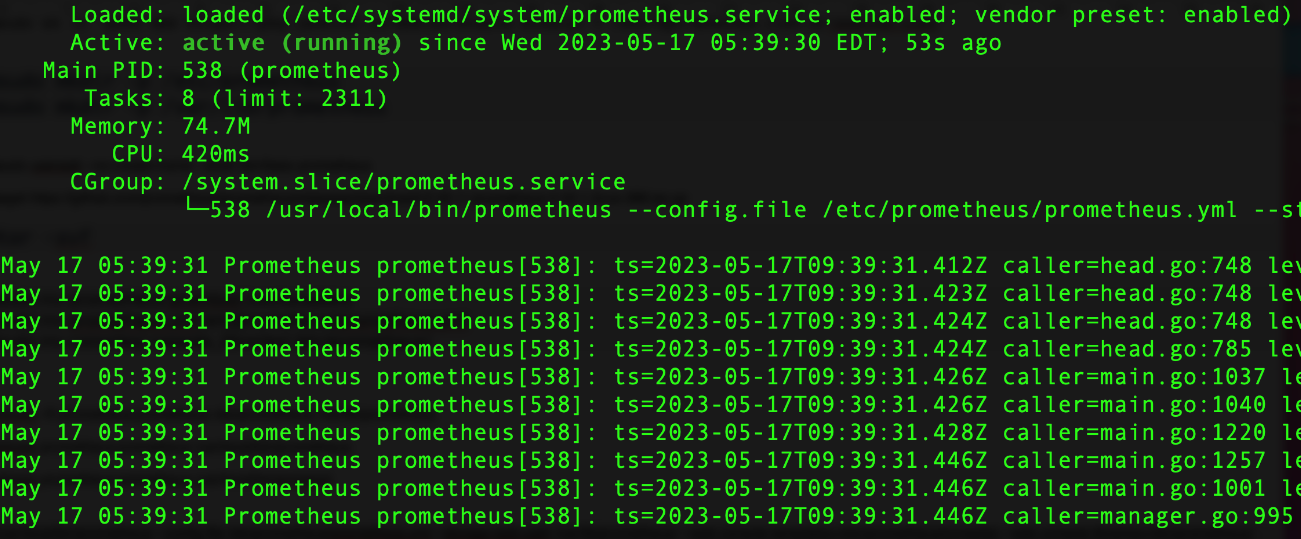 Loaded: loaded (/etc/systemd/system/prometheus.service; enabled; vendor preset: enabled)
Active: active (running) since Wed 2023-05-17 05:39:30 EDT; 53s ago
Main PID: 538 (prometheus)
Tasks: 8 (limit: 2311)
Memory: 74.7M
CPU: 420ms
CGroup: /system.slice/prometheus.service
└─538 /usr/local/bin/prometheus --config.file /etc/prometheus/prometheus.yml --st
May 17 05:39:31 Prometheus prometheus[538]: ts=2023-05-17T09:39:31.412Z caller=head.go:748 lev
May 17 05:39:31 Prometheus prometheus[538]: ts=2023-05-17T09:39:31.423Z caller=head.go:748 lev
May 17 05:39:31 Prometheus prometheus[538]: ts=2023-05-17T09:39:31.424Z caller=head.go:748 lev
May 17 05:39:31 Prometheus prometheus[538]: ts=2023-05-17T09:39:31.424Z caller=head.go:785 lev
May 17 05:39:31 Prometheus prometheus[538]: ts=2023-05-17T09:39:31.426Z caller=main.go:1037 le
May 17 05:39:31 Prometheus prometheus[538]: ts=2023-05-17T09:39:31.426Z caller=main.go:1040 le
May 17 05:39:31 Prometheus prometheus[538]: ts=2023-05-17T09:39:31.428Z caller=main.go:1220 le
May 17 05:39:31 Prometheus prometheus[538]: ts=2023-05-17T09:39:31.446Z caller=main.go:1257 le
May 17 05:39:31 Prometheus prometheus[538]: ts=2023-05-17T09:39:31.446Z caller=main.go:1001 le
May 17 05:39:31 Prometheus prometheus[538]: ts=2023-05-17T09:39:31.446Z caller=manager.go:995